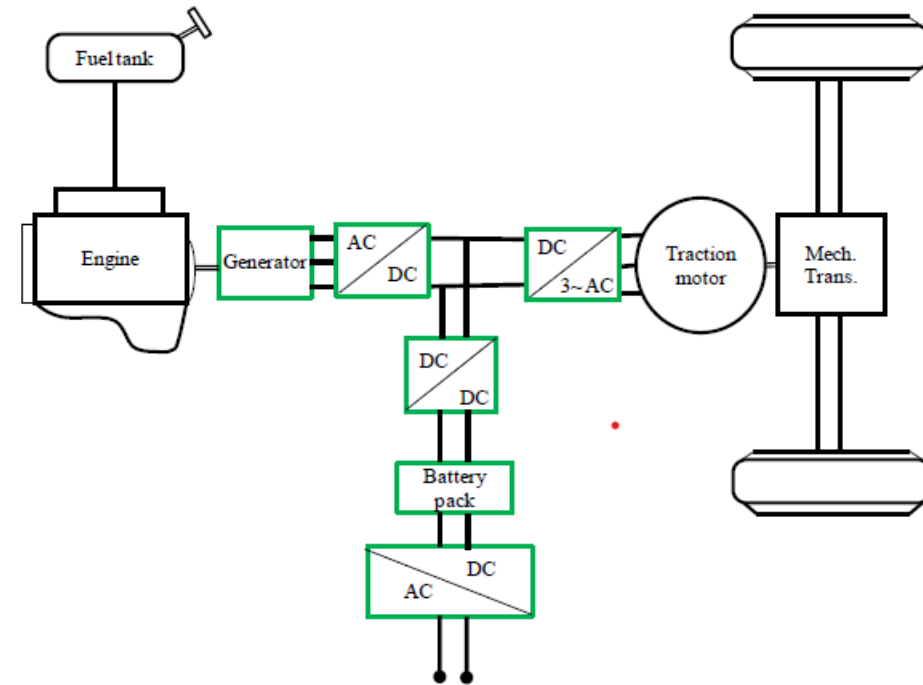 Fuel tank
Engine
Generator
AC
DC
DC
3~ AC
Traction
motor
Mech.
Trans.
DC
DC
Battery
pack
DC
AC